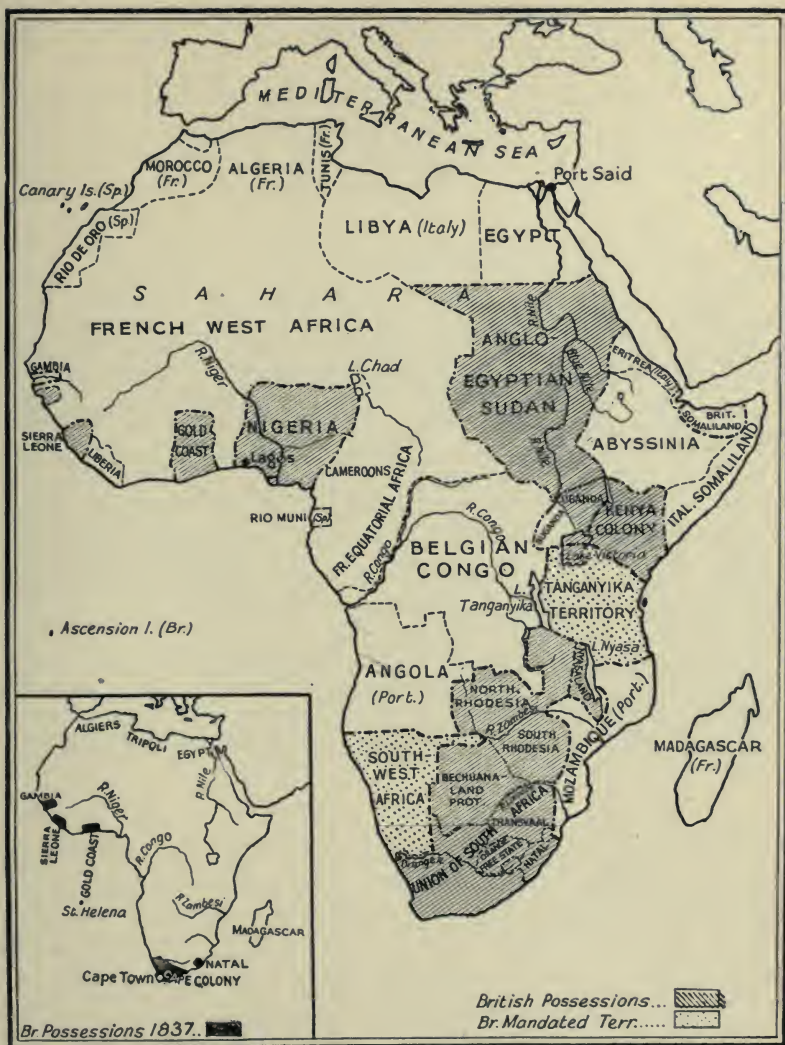 MEDITERRANEAN SEA
Port Said
MOROCCO
(Fr.)
ALGERIA
(Fr.)
TUNIS (Fr.)
Canary Is. (Sp.)
RIO DE ORO (Sp.)
LIBYA (Italy)
EGYPT
SAHARA
FRENCH WEST AFRICA
R. Nile
ANGLO-
EGYPTIAN
SUDAN
Blue Nile
ERITREA (Italy)
R. Niger
L. Chad
GAMBIA
BRIT.
SOMALILAND
SIERRA
LEONE
LIBERIA
GOLD
COAST
NIGERIA
Lagos
ABYSSINIA
R. Nile
ITAL. SOMALILAND
CAMEROONS
RIO MUNI (Sp.)
FR. EQUATORIAL AFRICA
UGANDA
KENYA
COLONY
R. Congo
R. Congo
BELGIAN
CONGO
Lake Victoria
L.
Tanganyika
TANGANYIKA
TERRITORY
Ascension I. (Br.)
L. Nyasa
NYASALAND
ANGOLA
(Port.)
NORTH-
RHODESIA
R. Zambesi
SOUTH
RHODESIA
MOZAMBIQUE (Port.)
MADAGASCAR
(Fr.)
SOUTH-
WEST
AFRICA
BECHUANA-
LAND
PROT.
TRANSVAAL
UNION OF SOUTH AFRICA
ORANGE
FREE STATE
NATAL
R. Orange
ALGIERS
TRIPOLI
EGYPT
R. Nile
GAMBIA
R. Niger
SIERRA
LEONE
GOLD COAST
R. Congo
St. Helena
R. Zambesi
MADAGASCAR
NATAL
Cape Town
CAPE COLONY
Br. Possessions 1837..
British Possessions...
Br. Mandated Terr.....